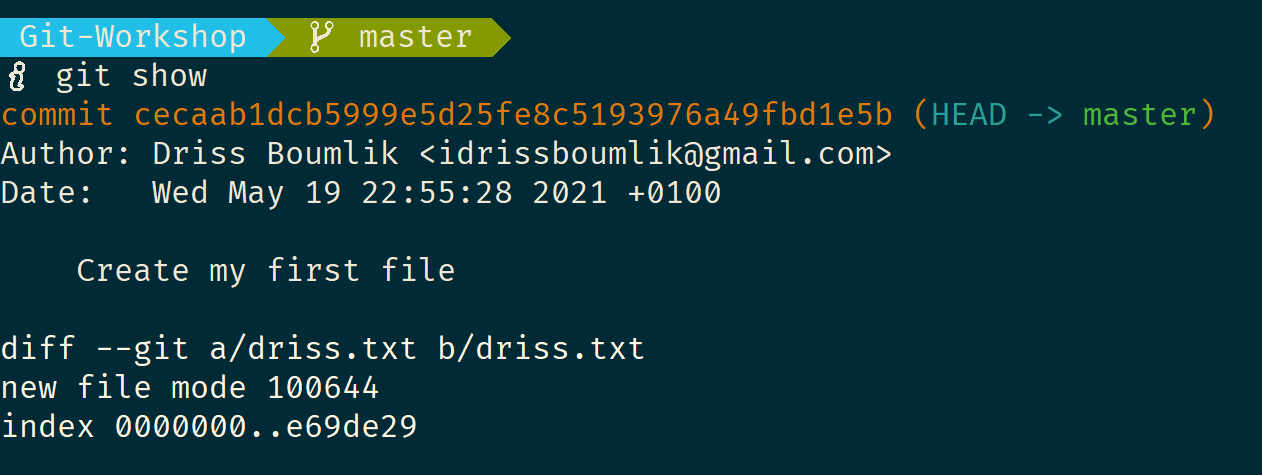 Git-Workshop master
git show
commit cecaab1dcb5999e5d25fe8c5193976a49fbd1e5b (HEAD -> master)
Author: Driss Boumlik <idrissboumlik@gmail.com>
Date:   Wed May 19 22:55:28 2021 +0100
Create my first file
diff --git a/driss.txt b/driss.txt
new file mode 100644
index 0000000..e69de29